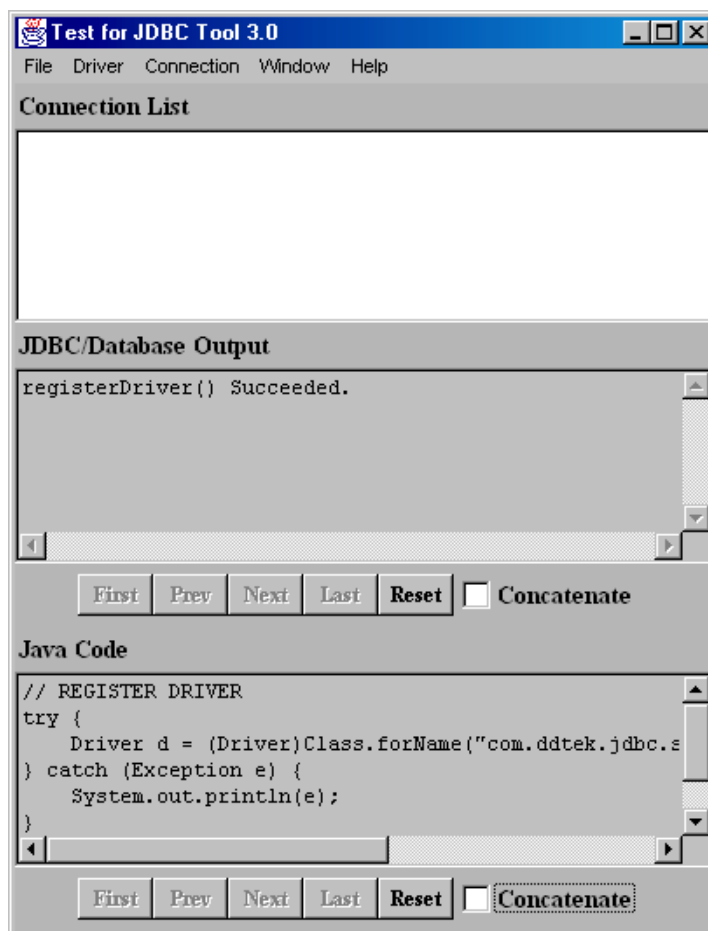 Test for JDBC Tool 3.0
File Driver Connection Window Help
Connection List
JDBC/Database Output
registerDriver() Succeeded.
First Prev Next Last Reset Concatenate
Java Code
// REGISTER DRIVER
try {
    Driver d = (Driver)Class.forName("com.ddtek.jdbc.s
} catch (Exception e) {
    System.out.println(e);
}
First Prev Next Last Reset Concatenate